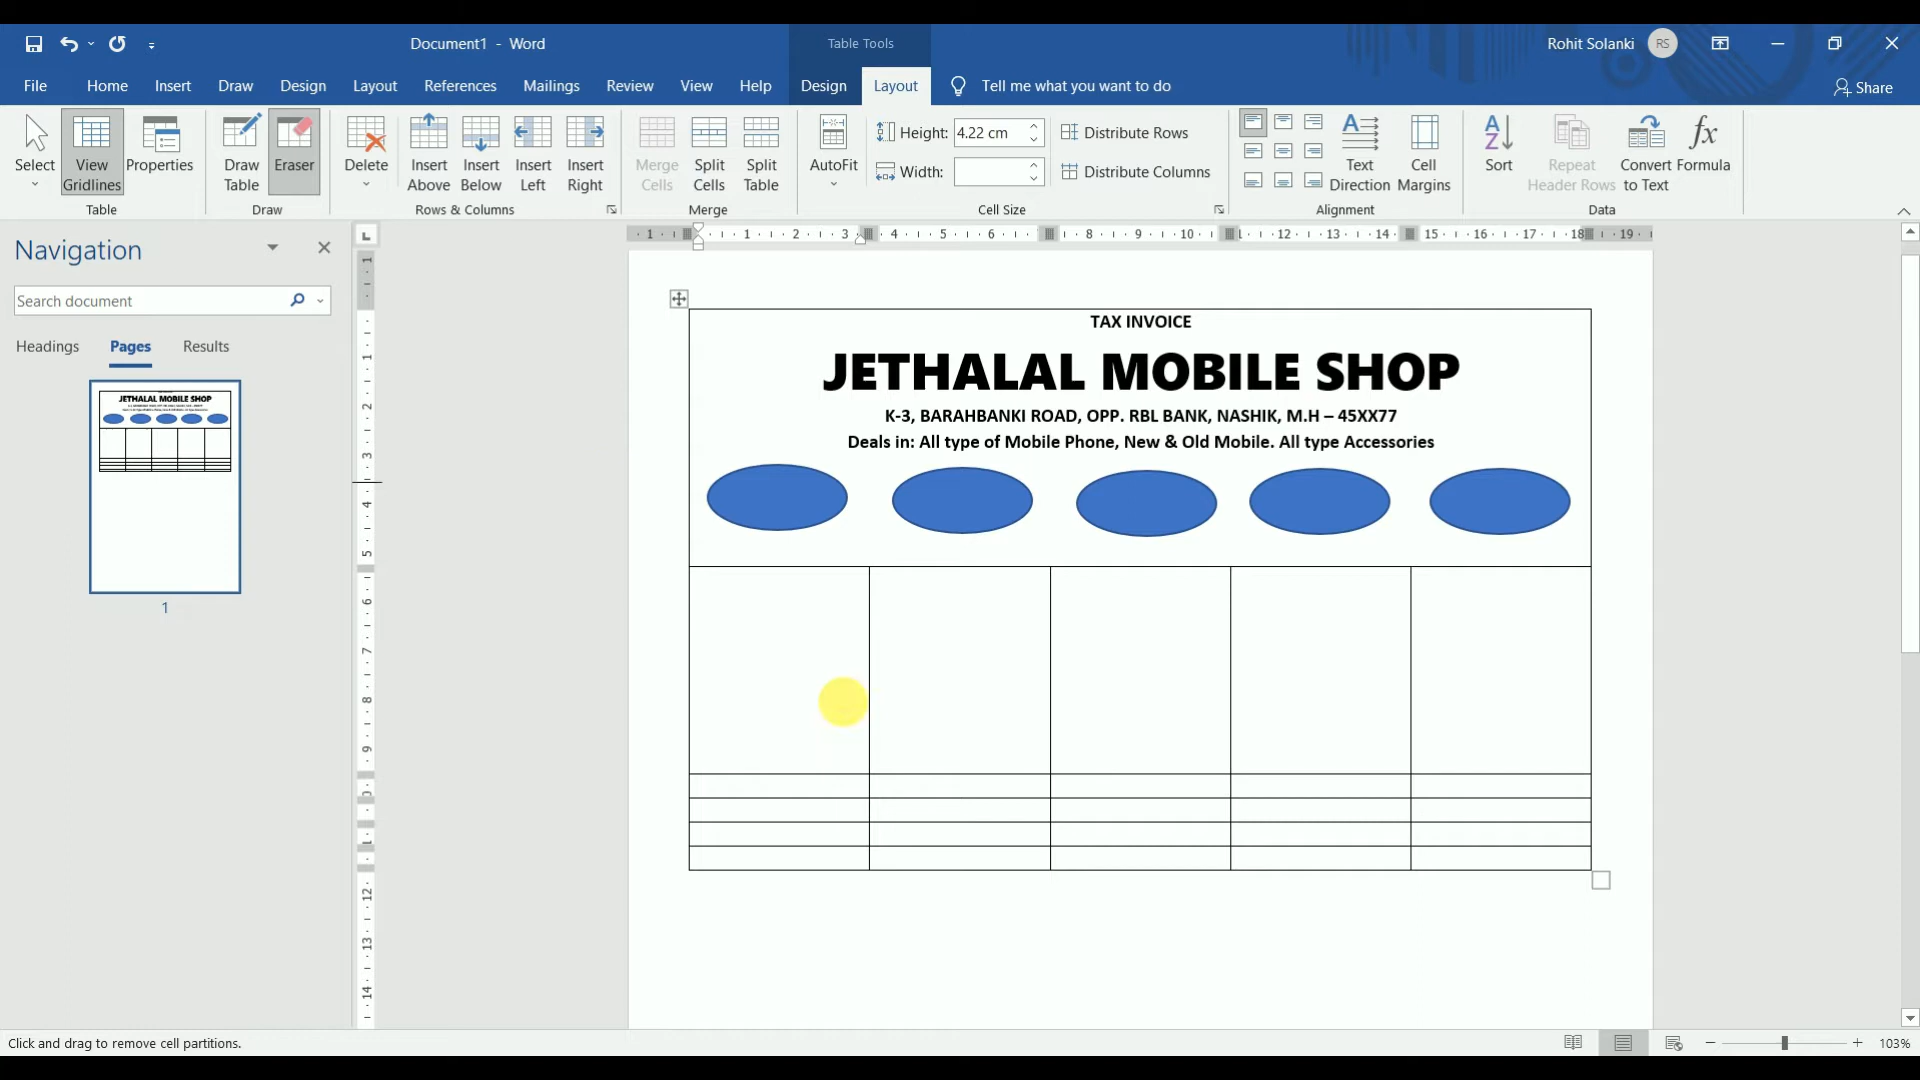 Document1 - Word
Table Tools
Rohit Solanki
RS
File
Home
Insert
Draw
Design
Layout
References
Mailings
Review
View
Help
Design
Layout
Tell me what you want to do
Share
Select
View Gridlines
Properties
Table
Draw Table
Eraser
Draw
Delete
Insert Above
Insert Below
Insert Left
Insert Right
Rows & Columns
Merge Cells
Split Cells
Split Table
Merge
AutoFit
Height: 4.22 cm
Width:
Distribute Rows
Distribute Columns
Cell Size
Text Direction
Cell Margins
Alignment
Sort
Repeat Header Rows
Convert to Text
Formula
Data
Navigation
Search document
Headings
Pages
Results
JETHALAL MOBILE SHOP
1
TAX INVOICE
JETHALAL MOBILE SHOP
K-3, BARAHBANKI ROAD, OPP. RBL BANK, NASHIK, M.H – 45XX77
Deals in: All type of Mobile Phone, New & Old Mobile. All type Accessories
Click and drag to remove cell partitions.
103%